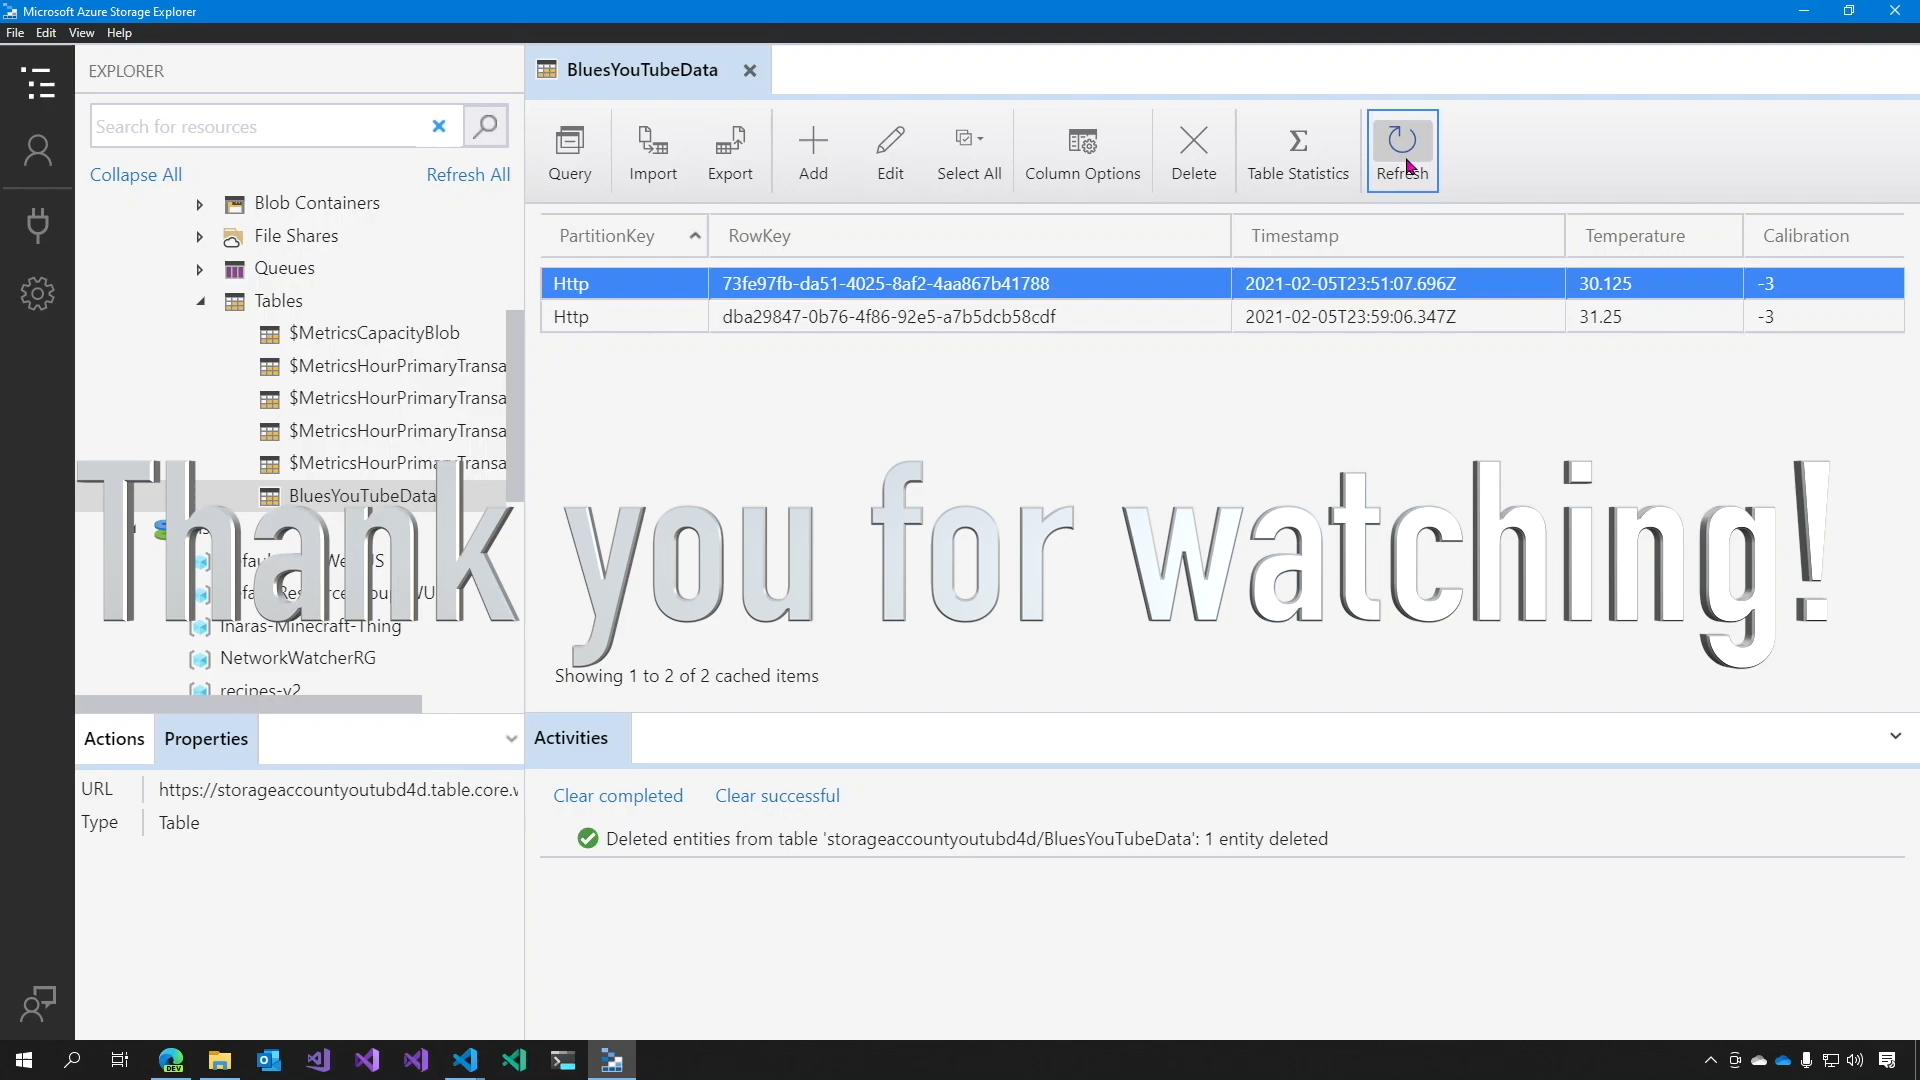 Microsoft Azure Storage Explorer
File Edit View Help
EXPLORER
Search for resources
Collapse All Refresh All
Blob Containers
File Shares
Queues
Tables
$MetricsCapacityBlob
$MetricsHourPrimaryTransa
$MetricsHourPrimaryTransa
$MetricsHourPrimaryTransa
$MetricsHourPrimaryTransa
BluesYouTubeData
NetworkWatcherRG
recipes-v2
Actions Properties
URL https://storageaccountyoutubd4d.table.core.w
Type Table
BluesYouTubeData
Query Import Export Add Edit Select All Column Options Delete Table Statistics Refresh
PartitionKey RowKey Timestamp Temperature Calibration
Http 73fe97fb-da51-4025-8af2-4aa867b41788 2021-02-05T23:51:07.696Z 30.125 -3
Http dba29847-0b76-4f86-92e5-a7b5dcb58cdf 2021-02-05T23:59:06.347Z 31.25 -3
Thank you for watching!
Showing 1 to 2 of 2 cached items
Activities
Clear completed Clear successful
Deleted entities from table 'storageaccountyoutubd4d/BluesYouTubeData': 1 entity deleted
DEV